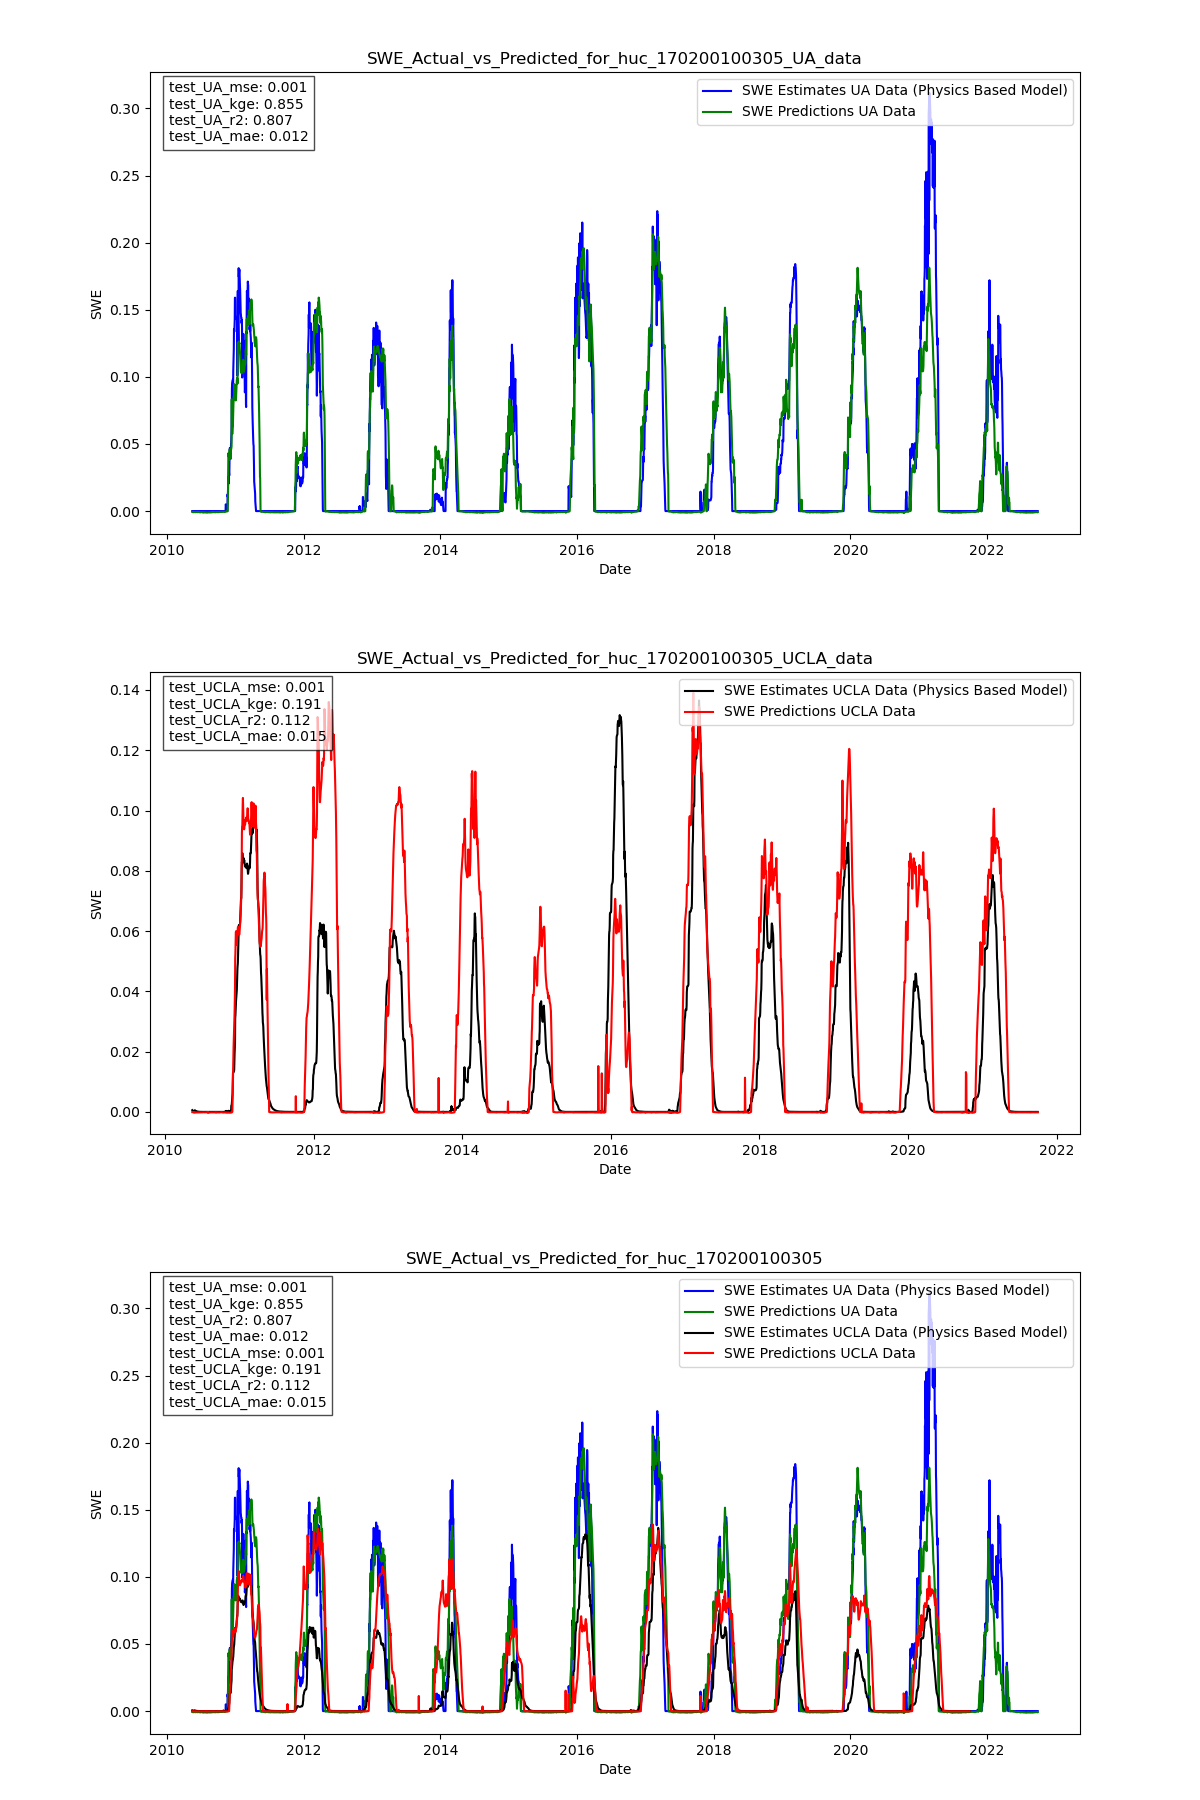 SWE_Actual_vs_Predicted_for_huc_170200100305_UA_data
test_UA_mse: 0.001
test_UA_kge: 0.855
test_UA_r2: 0.807
test_UA_mae: 0.012
SWE Estimates UA Data (Physics Based Model)
SWE Predictions UA Data
0.30
0.25
0.20
0.15
0.10
0.05
0.00
SWE
2010 2012 2014 2016 2018 2020 2022
Date
SWE_Actual_vs_Predicted_for_huc_170200100305_UCLA_data
test_UCLA_mse: 0.001
test_UCLA_kge: 0.191
test_UCLA_r2: 0.112
test_UCLA_mae: 0.015
SWE Estimates UCLA Data (Physics Based Model)
SWE Predictions UCLA Data
0.14
0.12
0.10
0.08
0.06
0.04
0.02
0.00
SWE
2010 2012 2014 2016 2018 2020 2022
Date
SWE_Actual_vs_Predicted_for_huc_170200100305
test_UA_mse: 0.001
test_UA_kge: 0.855
test_UA_r2: 0.807
test_UA_mae: 0.012
test_UCLA_mse: 0.001
test_UCLA_kge: 0.191
test_UCLA_r2: 0.112
test_UCLA_mae: 0.015
SWE Estimates UA Data (Physics Based Model)
SWE Predictions UA Data
SWE Estimates UCLA Data (Physics Based Model)
SWE Predictions UCLA Data
0.30
0.25
0.20
0.15
0.10
0.05
0.00
SWE
2010 2012 2014 2016 2018 2020 2022
Date